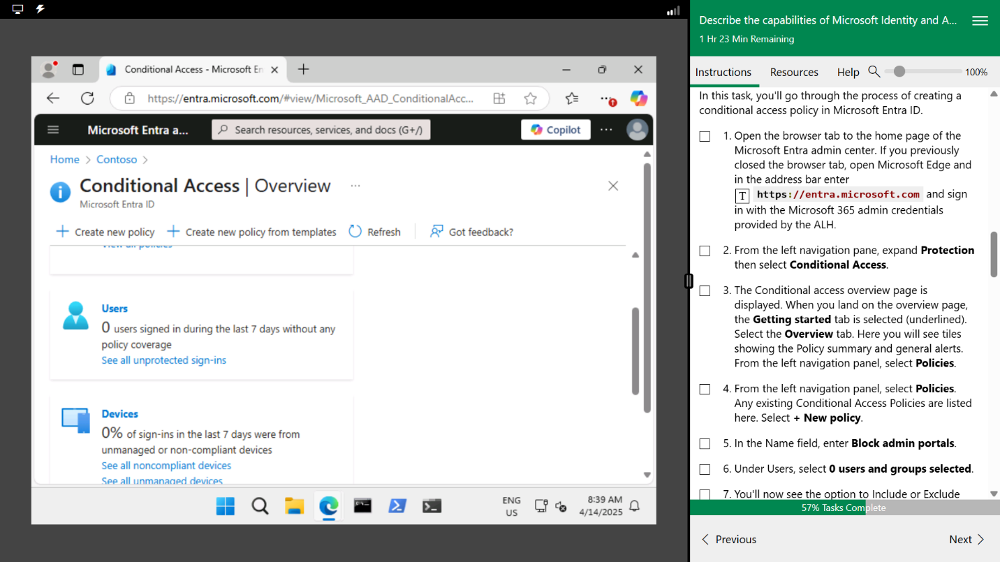 Conditional Access - Microsoft En
https://entra.microsoft.com/#view/Microsoft_AAD_ConditionalAcc...
Microsoft Entra a...
Search resources, services, and docs (G+/)
Copilot
Home > Contoso >
Conditional Access | Overview ...
Microsoft Entra ID
+ Create new policy
+ Create new policy from templates
Refresh
Got feedback?
View all policies
Users
0 users signed in during the last 7 days without any
policy coverage
See all unprotected sign-ins
Devices
0% of sign-ins in the last 7 days were from
unmanaged or non-compliant devices
See all noncompliant devices
See all unmanaged devices
ENG
US
8:39 AM
4/14/2025
Describe the capabilities of Microsoft Identity and A...
1 Hr 23 Min Remaining
Instructions
Resources
Help
100%
In this task, you'll go through the process of creating a
conditional access policy in Microsoft Entra ID.
1. Open the browser tab to the home page of the
Microsoft Entra admin center. If you previously
closed the browser tab, open Microsoft Edge and
in the address bar enter
T https://entra.microsoft.com and sign
in with the Microsoft 365 admin credentials
provided by the ALH.
2. From the left navigation pane, expand Protection
then select Conditional Access.
3. The Conditional access overview page is
displayed. When you land on the overview page,
the Getting started tab is selected (underlined).
Select the Overview tab. Here you will see tiles
showing the Policy summary and general alerts.
From the left navigation panel, select Policies.
4. From the left navigation panel, select Policies.
Any existing Conditional Access Policies are listed
here. Select + New policy.
5. In the Name field, enter Block admin portals.
6. Under Users, select 0 users and groups selected.
7. You'll now see the option to Include or Exclude
57% Tasks Complete
< Previous
Next >